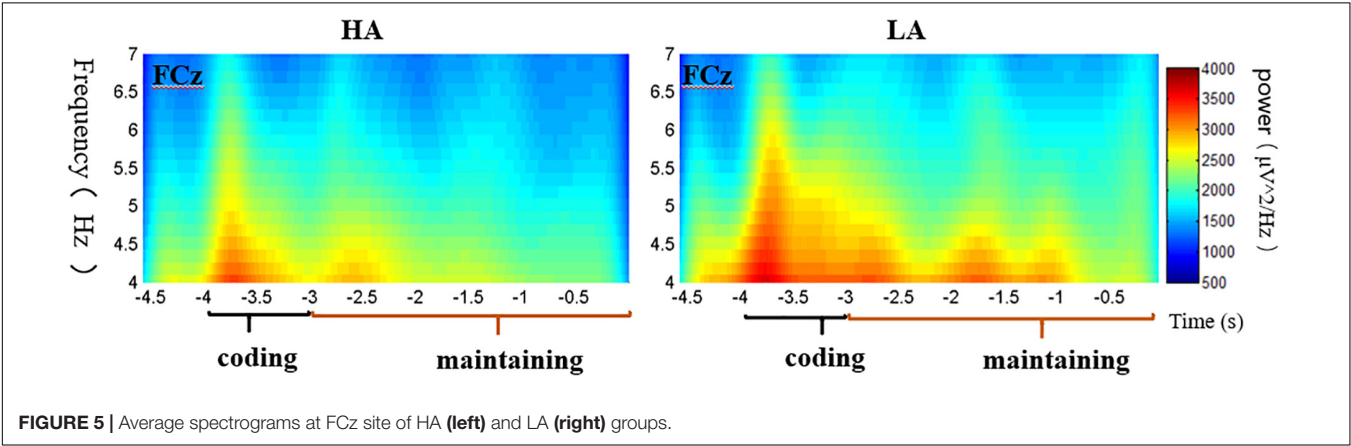 HA
LA
Frequency ( Hz )
7
6.5
6
5.5
5
4.5
4
FCz
-4.5 -4 -3.5 -3 -2.5 -2 -1.5 -1 -0.5
coding
maintaining
7
6.5
6
5.5
5
4.5
4
FCz
-4.5 -4 -3.5 -3 -2.5 -2 -1.5 -1 -0.5
coding
maintaining
4000
3500
3000
2500
2000
1500
1000
500
power ( μV^2/Hz )
Time (s)
FIGURE 5 | Average spectrograms at FCz site of HA (left) and LA (right) groups.